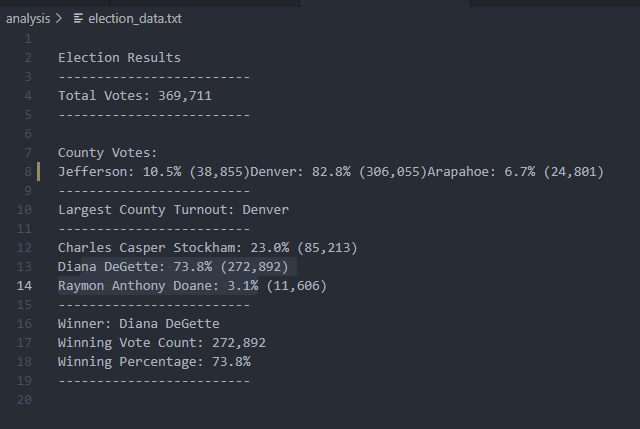 analysis > election_data.txt
1
2 Election Results
3 -------------------------
4 Total Votes: 369,711
5 -------------------------
6
7 County Votes:
8 Jefferson: 10.5% (38,855)Denver: 82.8% (306,055)Arapahoe: 6.7% (24,801)
9 -------------------------
10 Largest County Turnout: Denver
11 -------------------------
12 Charles Casper Stockham: 23.0% (85,213)
13 Diana DeGette: 73.8% (272,892)
14 Raymon Anthony Doane: 3.1% (11,606)
15 -------------------------
16 Winner: Diana DeGette
17 Winning Vote Count: 272,892
18 Winning Percentage: 73.8%
19 -------------------------
20